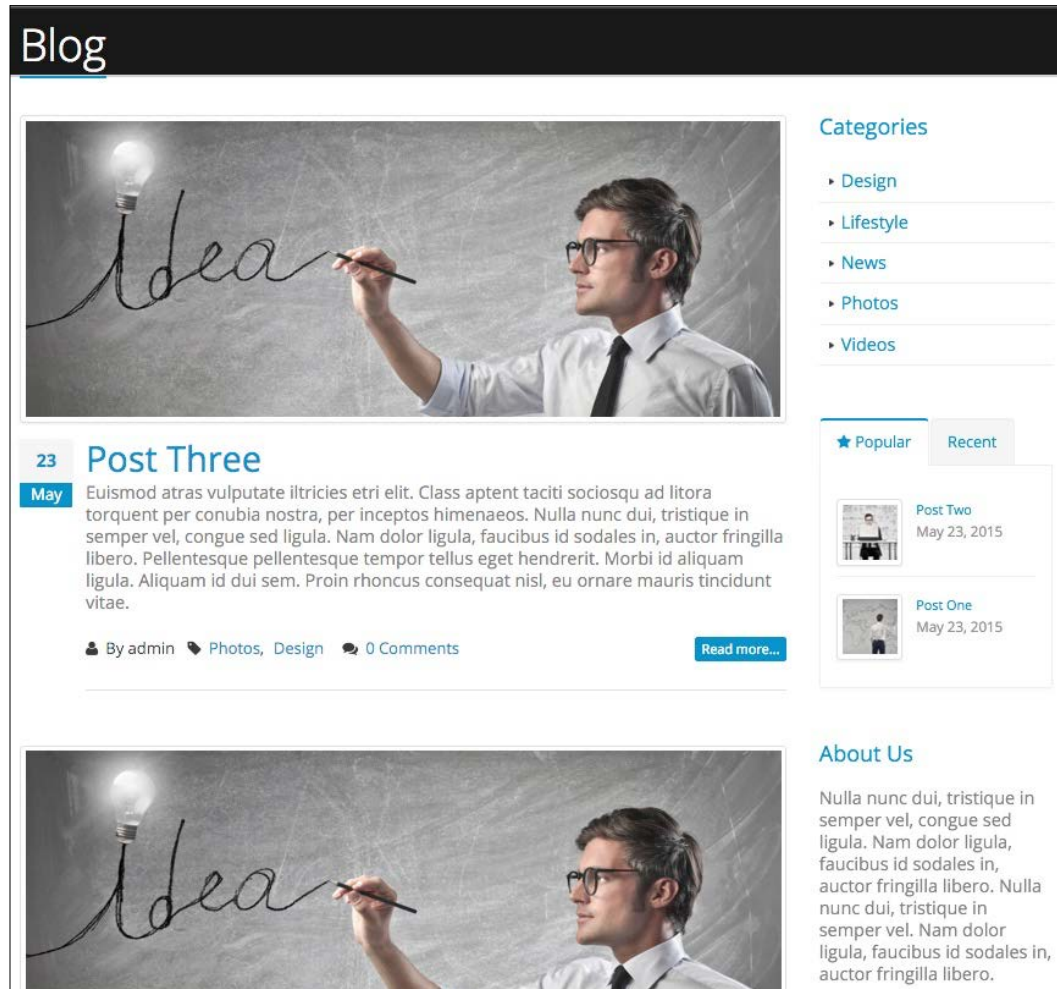 Blog
idea
23
May
Post Three
Euismod atras vulputate iltricies etri elit. Class aptent taciti sociosqu ad litora
torquent per conubia nostra, per inceptos himenaeos. Nulla nunc dui, tristique in
semper vel, congue sed ligula. Nam dolor ligula, faucibus id sodales in, auctor fringilla
libero. Pellentesque pellentesque tempor tellus eget hendrerit. Morbi id aliquam
ligula. Aliquam id dui sem. Proin rhoncus consequat nisl, eu ornare mauris tincidunt
vitae.
By admin Photos, Design 0 Comments
Read more...
idea
Categories
Design
Lifestyle
News
Photos
Videos
Popular
Recent
Post Two
May 23, 2015
Post One
May 23, 2015
About Us
Nulla nunc dui, tristique in
semper vel, congue sed
ligula. Nam dolor ligula,
faucibus id sodales in,
auctor fringilla libero. Nulla
nunc dui, tristique in
semper vel. Nam dolor
ligula, faucibus id sodales in,
auctor fringilla libero.